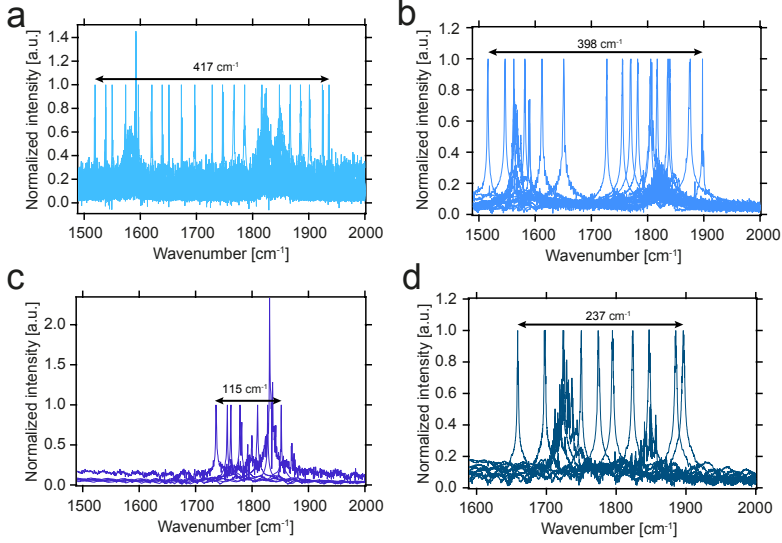 a
Normalized intensity [a.u.]
1.4
1.2
1.0
0.8
0.6
0.4
0.2
0.0
417 cm⁻¹
1500 1600 1700 1800 1900 2000
Wavenumber [cm⁻¹]
b
Normalized intensity [a.u.]
1.2
1.0
0.8
0.6
0.4
0.2
0.0
398 cm⁻¹
1500 1600 1700 1800 1900 2000
Wavenumber [cm⁻¹]
c
Normalized intensity [a.u.]
2.0
1.5
1.0
0.5
0.0
115 cm⁻¹
1500 1600 1700 1800 1900 2000
Wavenumber [cm⁻¹]
d
Normalized intensity [a.u.]
1.2
1.0
0.8
0.6
0.4
0.2
0.0
237 cm⁻¹
1600 1700 1800 1900 2000
Wavenumber [cm⁻¹]